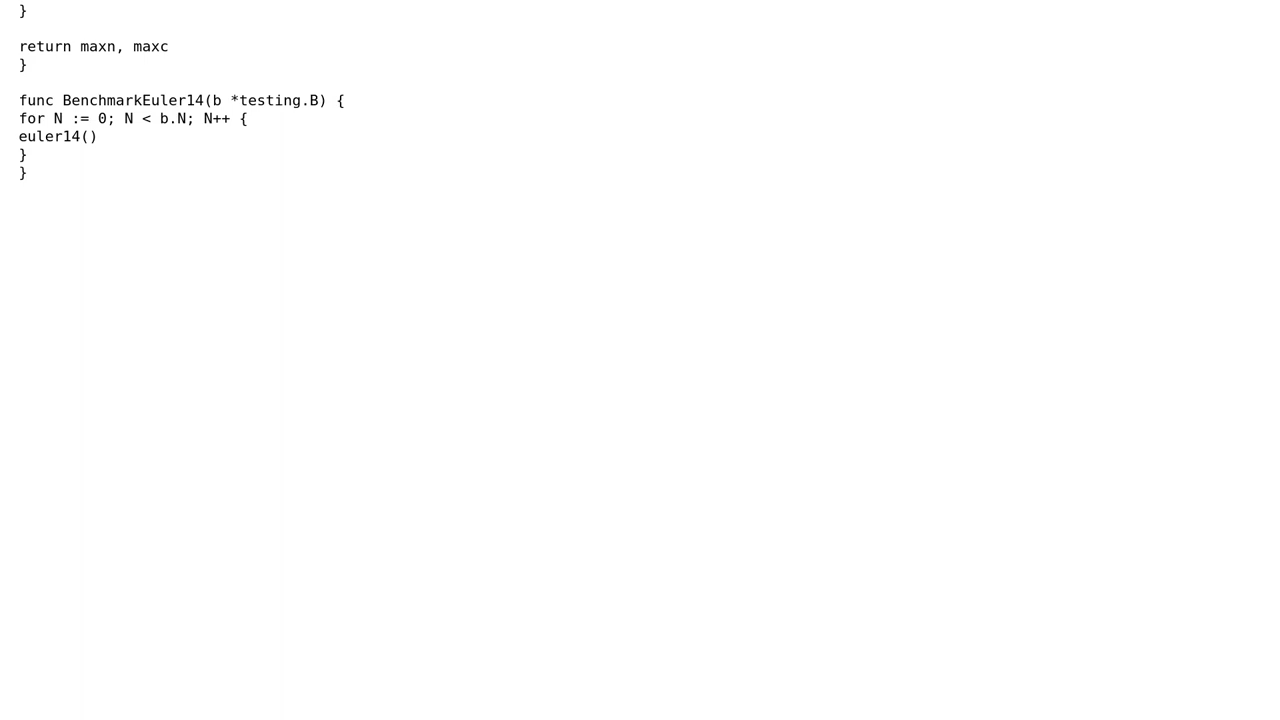 }

return maxn, maxc
}

func BenchmarkEuler14(b *testing.B) {
for N := 0; N < b.N; N++ {
euler14()
}
}